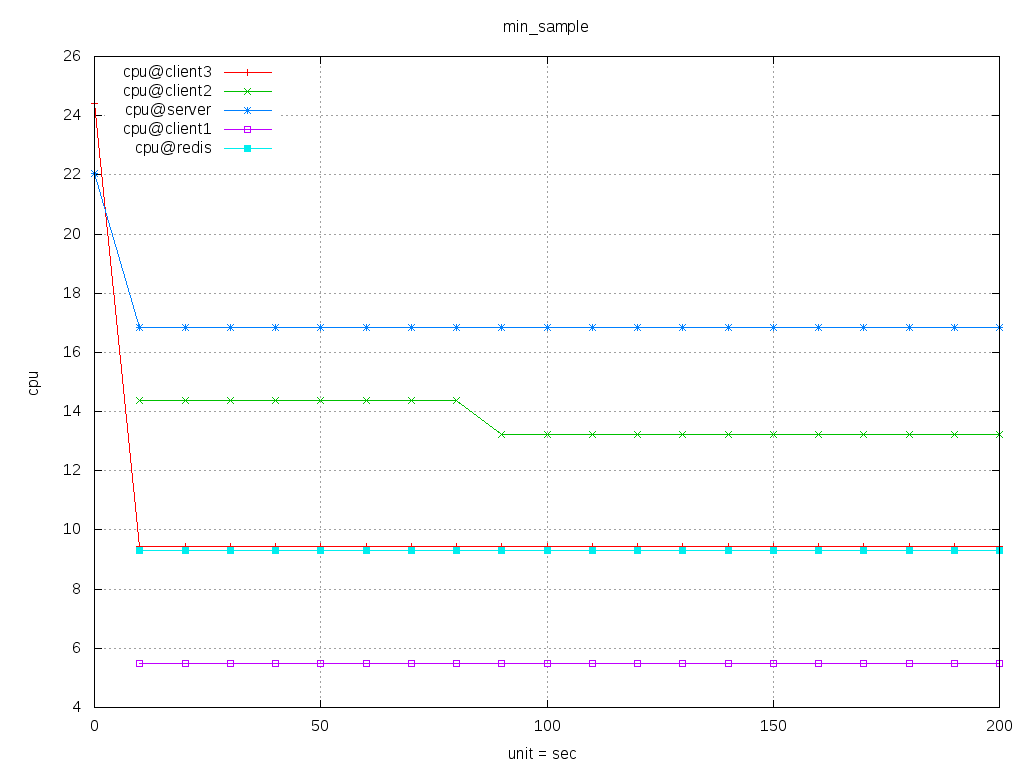 min_sample
26
24
22
20
18
16
14
12
10
8
6
4
cpu
cpu@client3
cpu@client2
cpu@server
cpu@client1
cpu@redis
0 50 100 150 200
unit = sec